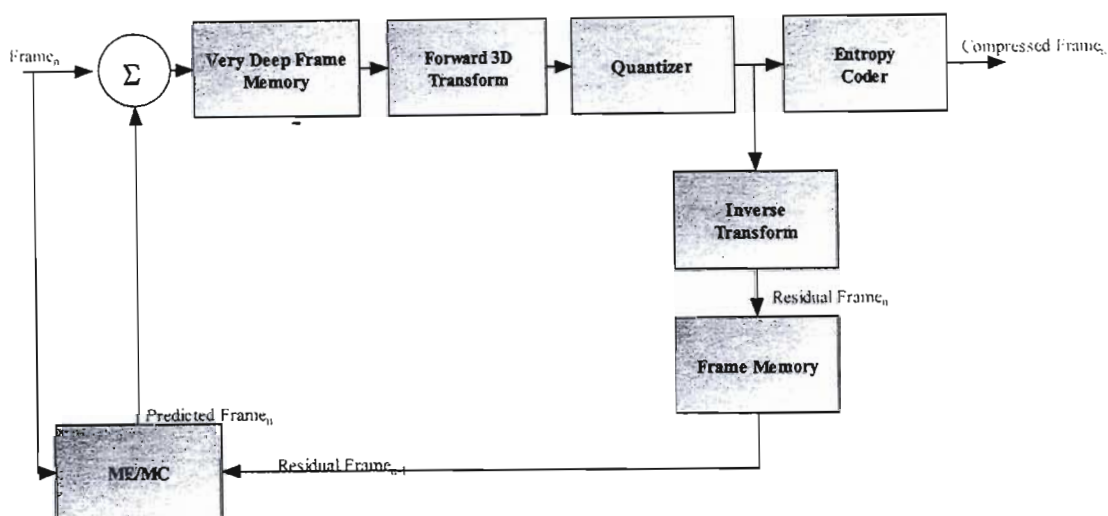 Frame_n
Σ
Very Deep Frame
Memory
Forward 3D
Transform
Quantizer
Entropy
Coder
Compressed Frame_n
Inverse
Transform
Residual Frame_n
Frame Memory
Predicted Frame_n
ME/MC
Residual Frame_n-1